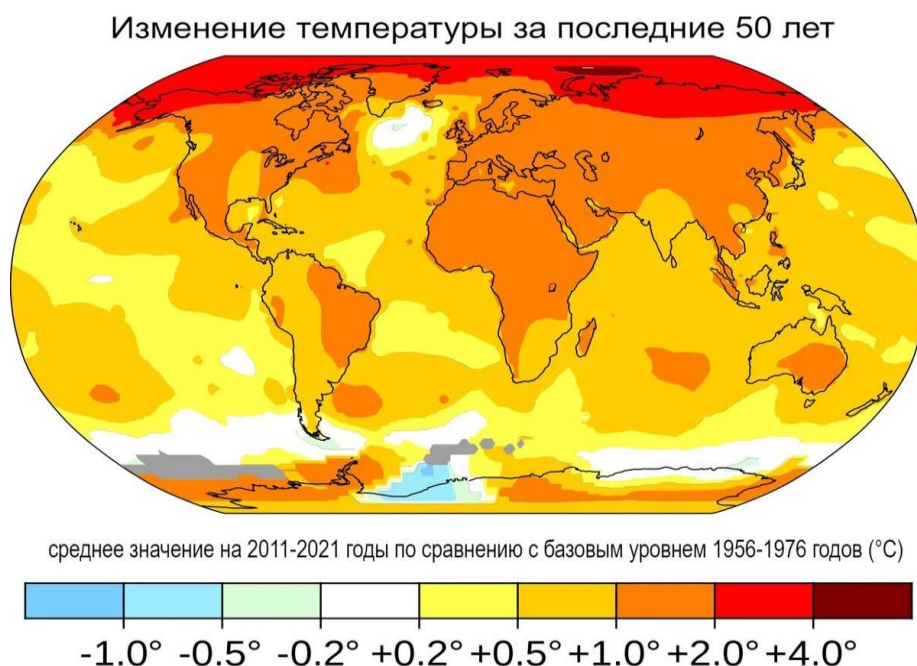 Изменение температуры за последние 50 лет
среднее значение на 2011-2021 годы по сравнению с базовым уровнем 1956-1976 годов (°C)
-1.0° -0.5° -0.2° +0.2° +0.5° +1.0° +2.0° +4.0°